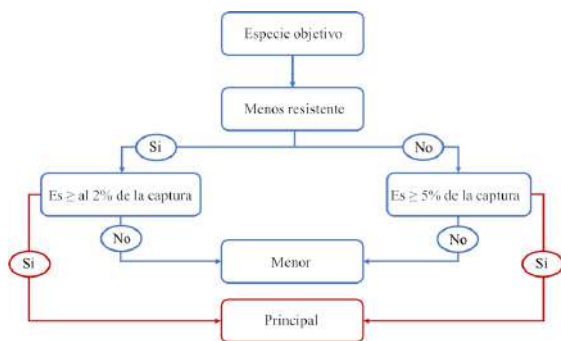 Especie objetivo
Menos resistente
Si
No
Es ≥ al 2% de la captura
Es ≥ 5% de la captura
No
No
Si
Menor
Si
Principal